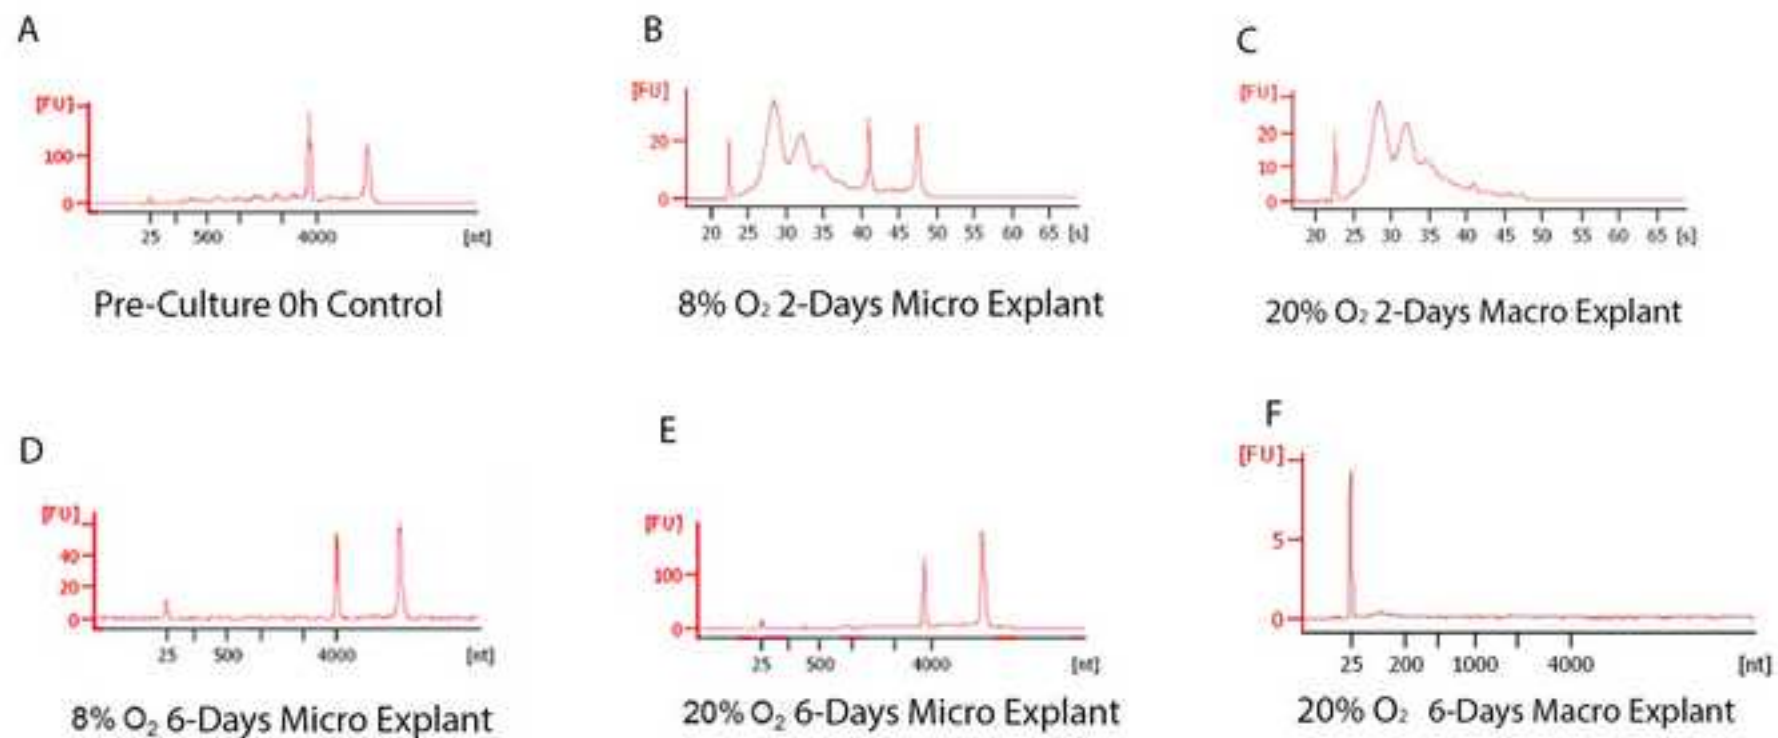 A
[FU]
100
0
25 500 4000 [nt]
Pre-Culture 0h Control
B
[FU]
20
0
20 25 30 35 40 45 50 55 60 65 [s]
8% O₂ 2-Days Micro Explant
C
[FU]
20
10
0
20 25 30 35 40 45 50 55 60 65 [s]
20% O₂ 2-Days Macro Explant
D
[FU]
40
20
0
25 500 4000 [nt]
8% O₂ 6-Days Micro Explant
E
[FU]
100
0
25 500 4000 [nt]
20% O₂ 6-Days Micro Explant
F
[FU]
5
0
25 200 1000 4000 [nt]
20% O₂ 6-Days Macro Explant